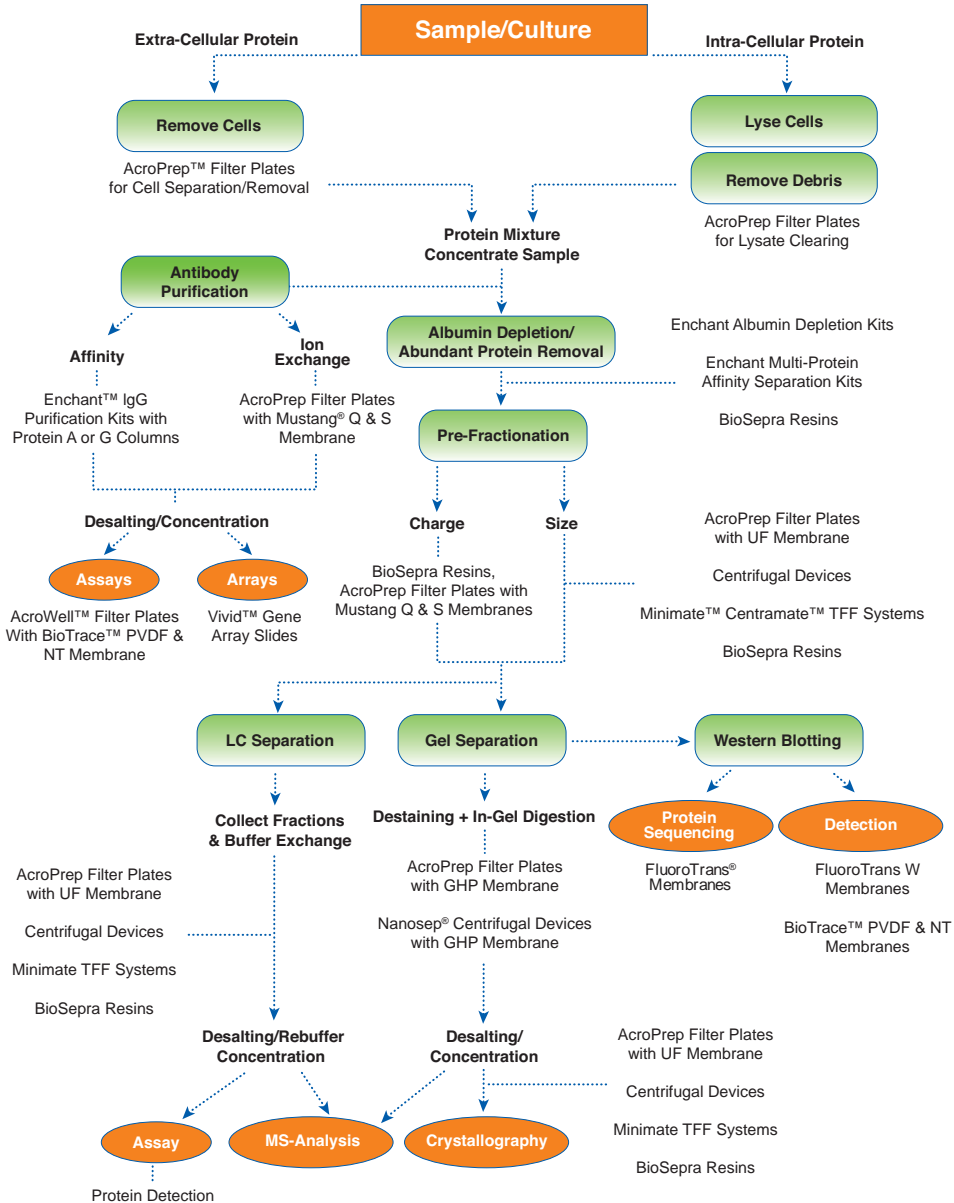 Sample/Culture
Extra-Cellular Protein
Intra-Cellular Protein
Remove Cells
AcroPrep™ Filter Plates
for Cell Separation/Removal
Lyse Cells
Remove Debris
AcroPrep Filter Plates
for Lysate Clearing
Protein Mixture
Concentrate Sample
Antibody
Purification
Affinity
Ion
Exchange
Enchant™ IgG
Purification Kits with
Protein A or G Columns
AcroPrep Filter Plates
with Mustang® Q & S
Membrane
Desalting/Concentration
Assays
Arrays
AcroWell™ Filter Plates
With BioTrace™ PVDF &
NT Membrane
Vivid™ Gene
Array Slides
Albumin Depletion/
Abundant Protein Removal
Enchant Albumin Depletion Kits
Enchant Multi-Protein
Affinity Separation Kits
BioSepra Resins
Pre-Fractionation
Charge
Size
BioSepra Resins,
AcroPrep Filter Plates with
Mustang Q & S Membranes
AcroPrep Filter Plates
with UF Membrane
Centrifugal Devices
Minimate™ Centramate™ TFF Systems
BioSepra Resins
LC Separation
Gel Separation
Western Blotting
Collect Fractions
& Buffer Exchange
AcroPrep Filter Plates
with UF Membrane
Centrifugal Devices
Minimate TFF Systems
BioSepra Resins
Destaining + In-Gel Digestion
AcroPrep Filter Plates
with GHP Membrane
Nanosep® Centrifugal Devices
with GHP Membrane
Protein
Sequencing
Detection
FluoroTrans®
Membranes
FluoroTrans W
Membranes
BioTrace™ PVDF & NT
Membranes
Desalting/Rebuffer
Concentration
Desalting/
Concentration
AcroPrep Filter Plates
with UF Membrane
Centrifugal Devices
Minimate TFF Systems
BioSepra Resins
Assay
MS-Analysis
Crystallography
Protein Detection